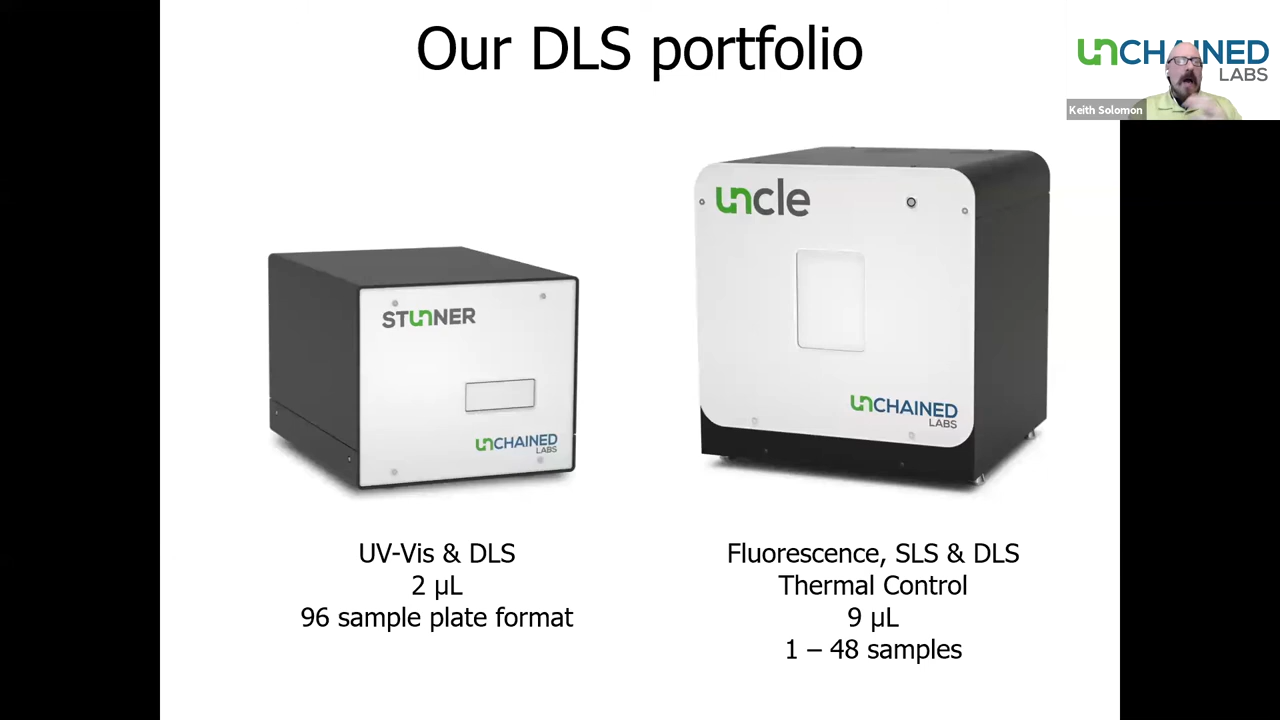 Our DLS portfolio
UNCHAINED
LABS
Keith Solomon
uncle
STUNNER
UNCHAINED
LABS
UNCHAINED
LABS
UV-Vis & DLS
2 µL
96 sample plate format
Fluorescence, SLS & DLS
Thermal Control
9 µL
1 – 48 samples